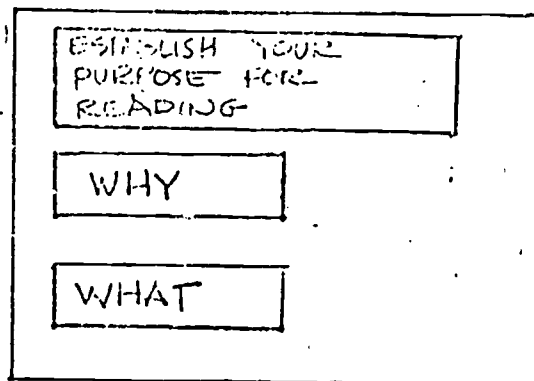 ESTABLISH YOUR
PURPOSE FOR
READING
WHY
WHAT